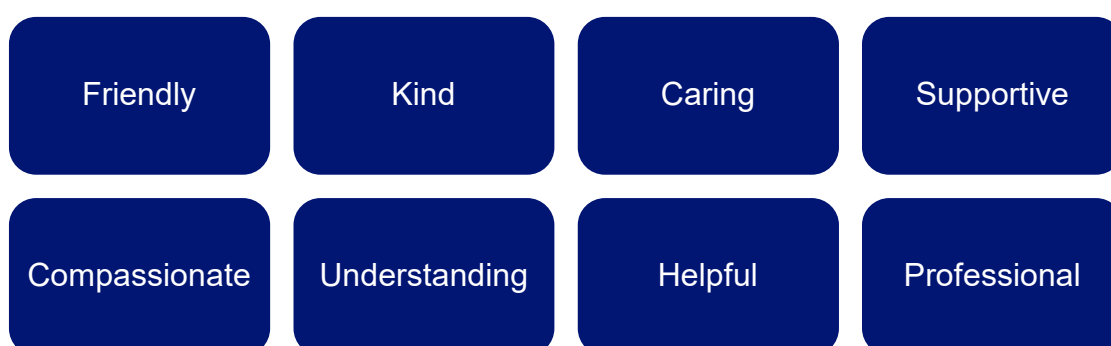 Friendly
Kind
Caring
Supportive
Compassionate
Understanding
Helpful
Professional